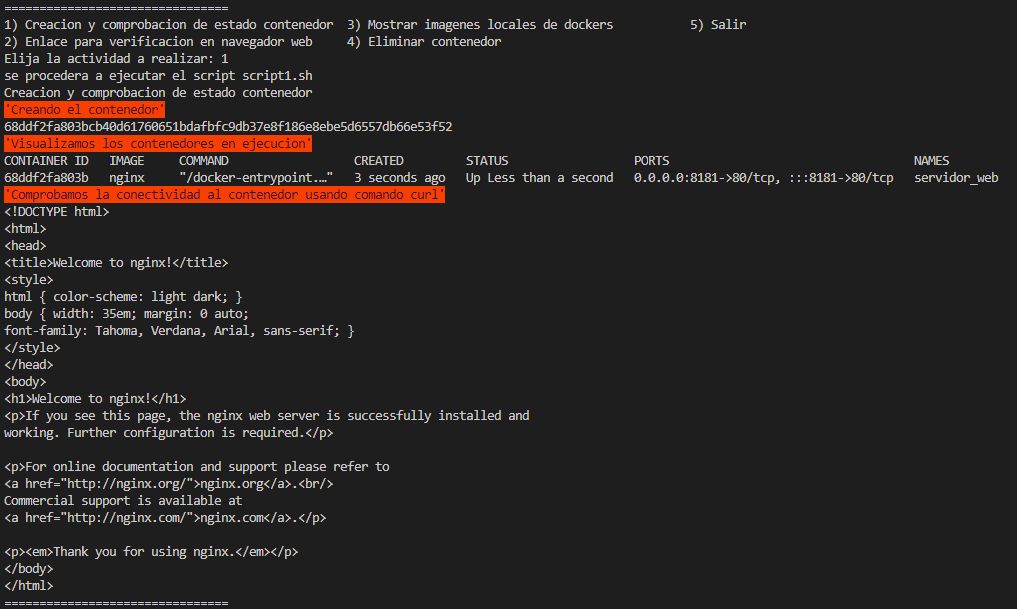 ================================
1) Creacion y comprobacion de estado contenedor  3) Mostrar imagenes locales de dockers           5) Salir
2) Enlace para verificacion en navegador web     4) Eliminar contenedor
Elija la actividad a realizar: 1
se procedera a ejecutar el script script1.sh
Creacion y comprobacion de estado contenedor
'Creando el contenedor'
68ddf2fa803bcb40d61760651bdafbfc9db37e8f186e8ebe5d6557db66e53f52
'Visualizamos los contenedores en ejecucion'
CONTAINER ID   IMAGE     COMMAND                  CREATED         STATUS                  PORTS                                   NAMES
68ddf2fa803b   nginx     "/docker-entrypoint.…"   3 seconds ago   Up Less than a second   0.0.0.0:8181->80/tcp, :::8181->80/tcp   servidor_web
'Comprobamos la conectividad al contenedor usando comando curl'
<!DOCTYPE html>
<html>
<head>
<title>Welcome to nginx!</title>
<style>
html { color-scheme: light dark; }
body { width: 35em; margin: 0 auto;
font-family: Tahoma, Verdana, Arial, sans-serif; }
</style>
</head>
<body>
<h1>Welcome to nginx!</h1>
<p>If you see this page, the nginx web server is successfully installed and
working. Further configuration is required.</p>

<p>For online documentation and support please refer to
<a href="http://nginx.org/">nginx.org</a>.<br/>
Commercial support is available at
<a href="http://nginx.com/">nginx.com</a>.</p>

<p><em>Thank you for using nginx.</em></p>
</body>
</html>
================================